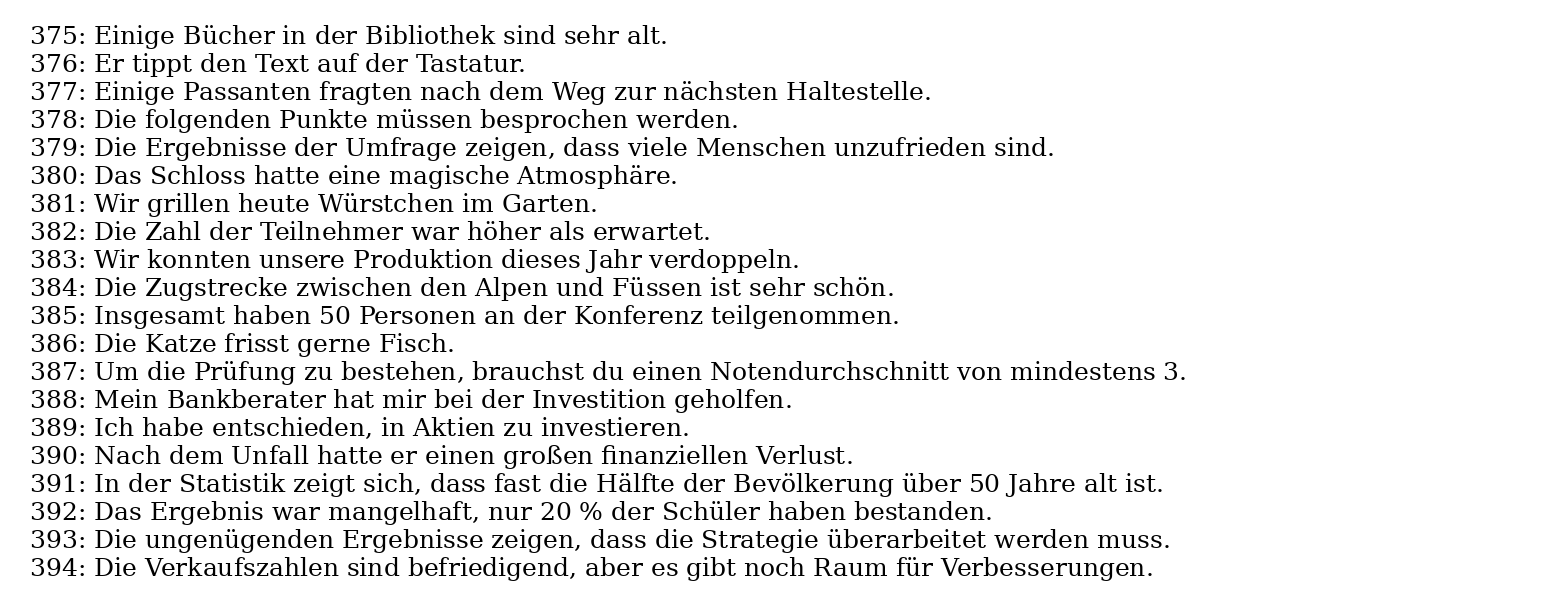 375: Einige Bücher in der Bibliothek sind sehr alt.
376: Er tippt den Text auf der Tastatur.
377: Einige Passanten fragten nach dem Weg zur nächsten Haltestelle.
378: Die folgenden Punkte müssen besprochen werden.
379: Die Ergebnisse der Umfrage zeigen, dass viele Menschen unzufrieden sind.
380: Das Schloss hatte eine magische Atmosphäre.
381: Wir grillen heute Würstchen im Garten.
382: Die Zahl der Teilnehmer war höher als erwartet.
383: Wir konnten unsere Produktion dieses Jahr verdoppeln.
384: Die Zugstrecke zwischen den Alpen und Füssen ist sehr schön.
385: Insgesamt haben 50 Personen an der Konferenz teilgenommen.
386: Die Katze frisst gerne Fisch.
387: Um die Prüfung zu bestehen, brauchst du einen Notendurchschnitt von mindestens 3.
388: Mein Bankberater hat mir bei der Investition geholfen.
389: Ich habe entschieden, in Aktien zu investieren.
390: Nach dem Unfall hatte er einen großen finanziellen Verlust.
391: In der Statistik zeigt sich, dass fast die Hälfte der Bevölkerung über 50 Jahre alt ist.
392: Das Ergebnis war mangelhaft, nur 20 % der Schüler haben bestanden.
393: Die ungenügenden Ergebnisse zeigen, dass die Strategie überarbeitet werden muss.
394: Die Verkaufszahlen sind befriedigend, aber es gibt noch Raum für Verbesserungen.